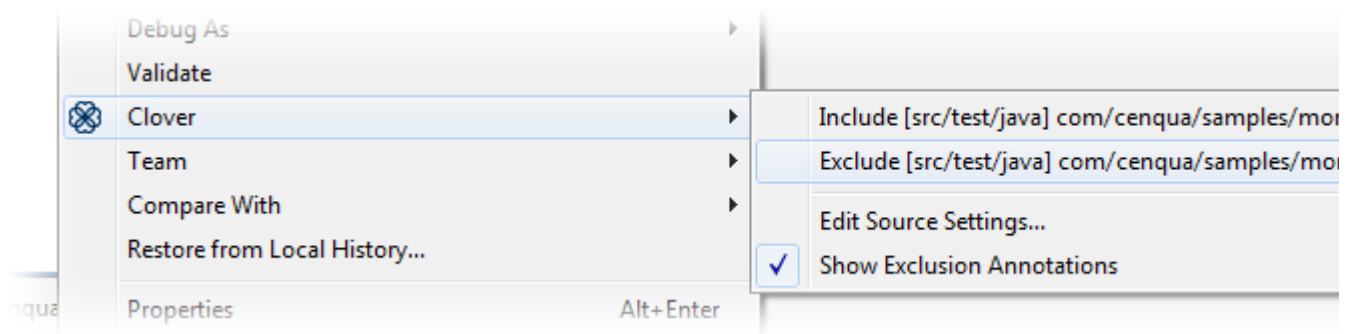 Debug As
Validate
Clover
Team
Compare With
Restore from Local History...
Properties Alt+Enter
Include [src/test/java] com/cenqua/samples/mor
Exclude [src/test/java] com/cenqua/samples/mor
Edit Source Settings...
Show Exclusion Annotations